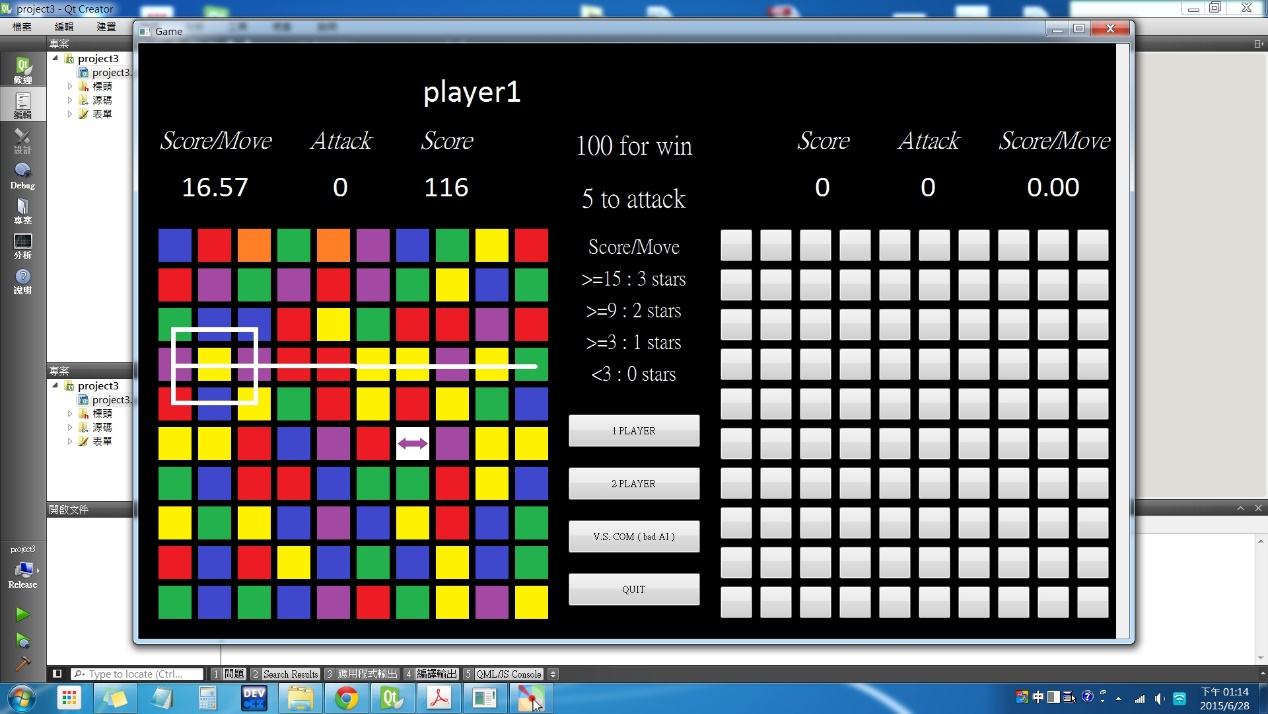 project3 - Qt Creator
檔案 編輯 建置
Game
專案
project3
project3.
標頭
源碼
表單
歡迎
編輯
設計
Debug
專案
分析
說明
player1
Score/Move Attack Score
16.57 0 116
100 for win
5 to attack
Score/Move
>=15 : 3 stars
>=9 : 2 stars
>=3 : 1 stars
<3 : 0 stars
1 PLAYER
2 PLAYER
V.S. COM ( bad AI )
QUIT
Score Attack Score/Move
0 0 0.00
專案
project3
project3.
標頭
源碼
表單
開啟文件
project3
Release
Type to locate (Ctrl...
1 問題 2 Search Results 3 應用程式輸出 4 編譯輸出 5 QML/JS Console
DEV
中
下午 01:14
2015/6/28